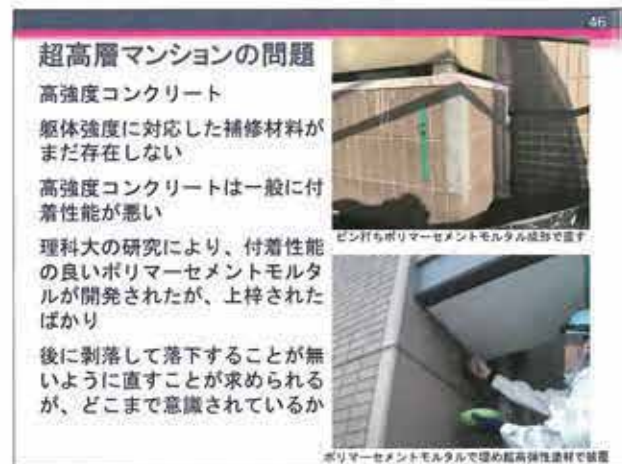 46
超高層マンションの問題
高強度コンクリート
躯体強度に対応した補修材料が
まだ存在しない
高強度コンクリートは一般に付
着性能が悪い
理科大の研究により、付着性能
の良いポリマーセメントモルタ
ルが開発されたが、上梓された
ばかり
後に剥落して落下することが無
いように直すことが求められる
が、どこまで意識されているか
ピン打ちポリマーセメントモルタル成形で直す
ポリマーセメントモルタルで埋め超高弾性塗材で被覆